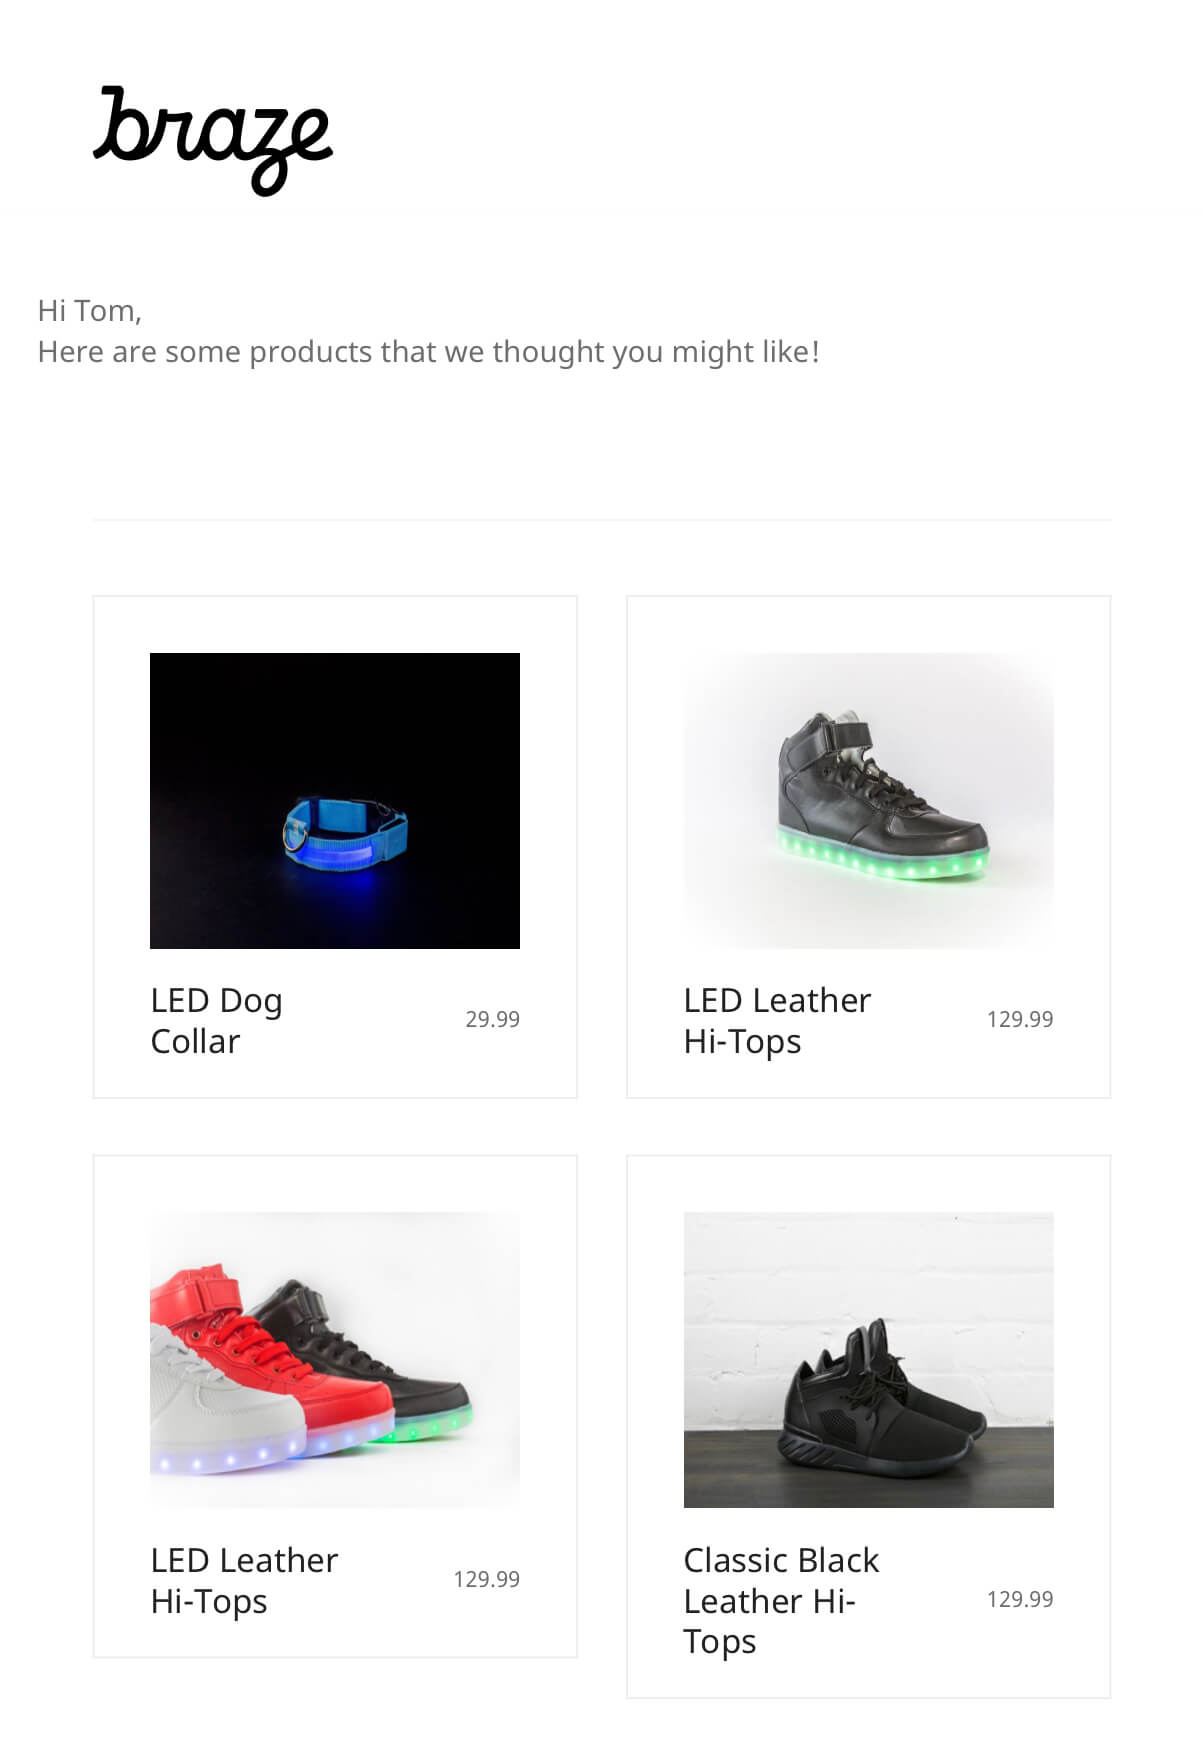 braze
Hi Tom,
Here are some products that we thought you might like!
LED Dog
Collar
29.99
LED Leather
Hi-Tops
129.99
LED Leather
Hi-Tops
129.99
Classic Black
Leather Hi-
Tops
129.99